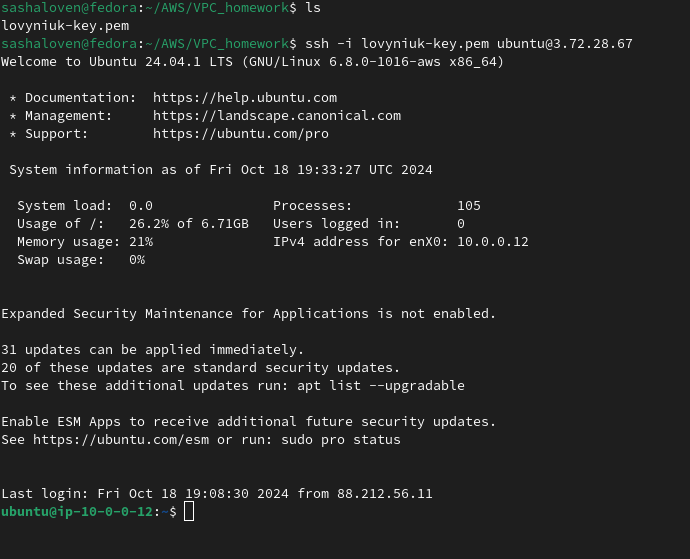 sashaloven@fedora:~/AWS/VPC_homework$ ls
lovyniuk-key.pem
sashaloven@fedora:~/AWS/VPC_homework$ ssh -i lovyniuk-key.pem ubuntu@3.72.28.67
Welcome to Ubuntu 24.04.1 LTS (GNU/Linux 6.8.0-1016-aws x86_64)
* Documentation:  https://help.ubuntu.com
* Management:     https://landscape.canonical.com
* Support:        https://ubuntu.com/pro
System information as of Fri Oct 18 19:33:27 UTC 2024
System load:  0.0               Processes:             105
Usage of /:   26.2% of 6.71GB   Users logged in:       0
Memory usage: 21%               IPv4 address for enX0: 10.0.0.12
Swap usage:   0%
Expanded Security Maintenance for Applications is not enabled.
31 updates can be applied immediately.
20 of these updates are standard security updates.
To see these additional updates run: apt list --upgradable
Enable ESM Apps to receive additional future security updates.
See https://ubuntu.com/esm or run: sudo pro status
Last login: Fri Oct 18 19:08:30 2024 from 88.212.56.11
ubuntu@ip-10-0-0-12:~$